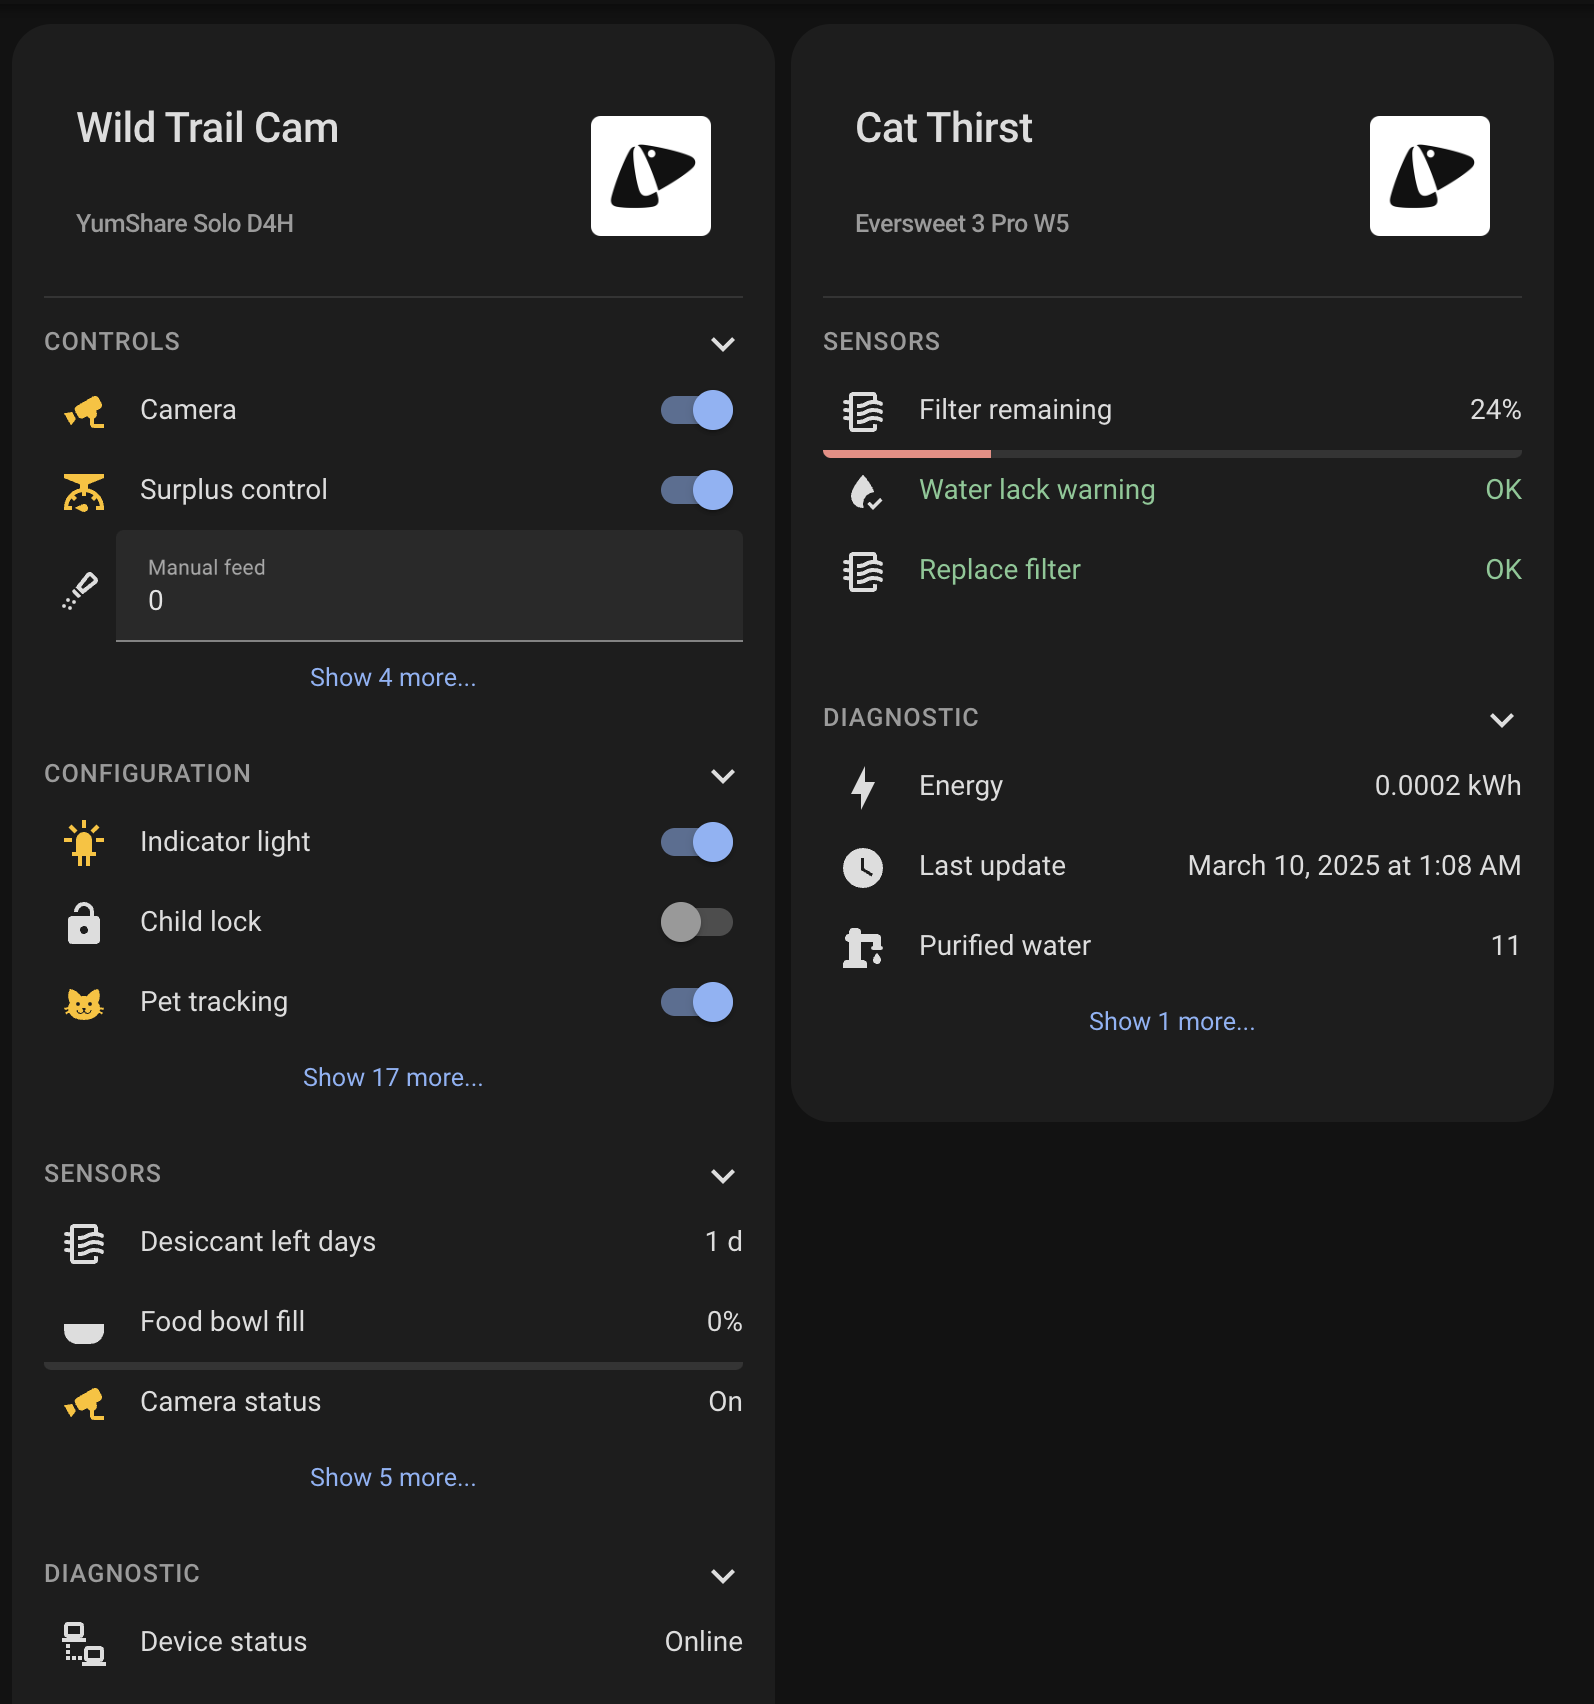 Wild Trail Cam
YumShare Solo D4H
CONTROLS
Camera
Surplus control
Manual feed
0
Show 4 more...
CONFIGURATION
Indicator light
Child lock
Pet tracking
Show 17 more...
SENSORS
Desiccant left days 1 d
Food bowl fill 0%
Camera status On
Show 5 more...
DIAGNOSTIC
Device status Online
Cat Thirst
Eversweet 3 Pro W5
SENSORS
Filter remaining 24%
Water lack warning OK
Replace filter OK
DIAGNOSTIC
Energy 0.0002 kWh
Last update March 10, 2025 at 1:08 AM
Purified water 11
Show 1 more...